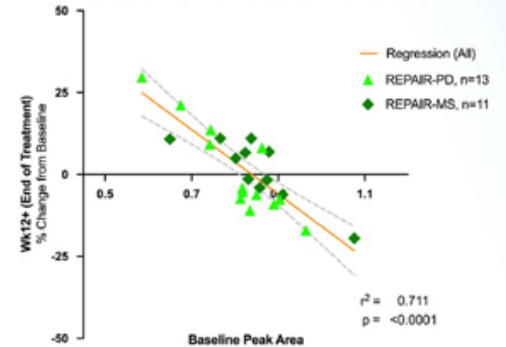 50
25
0
-25
-50
Wk12+ (End of Treatment)
% Change from Baseline
0.5 0.7 0.9 1.1
Baseline Peak Area
Regression (All)
REPAIR-PD, n=13
REPAIR-MS, n=11
r² = 0.711
p = <0.0001